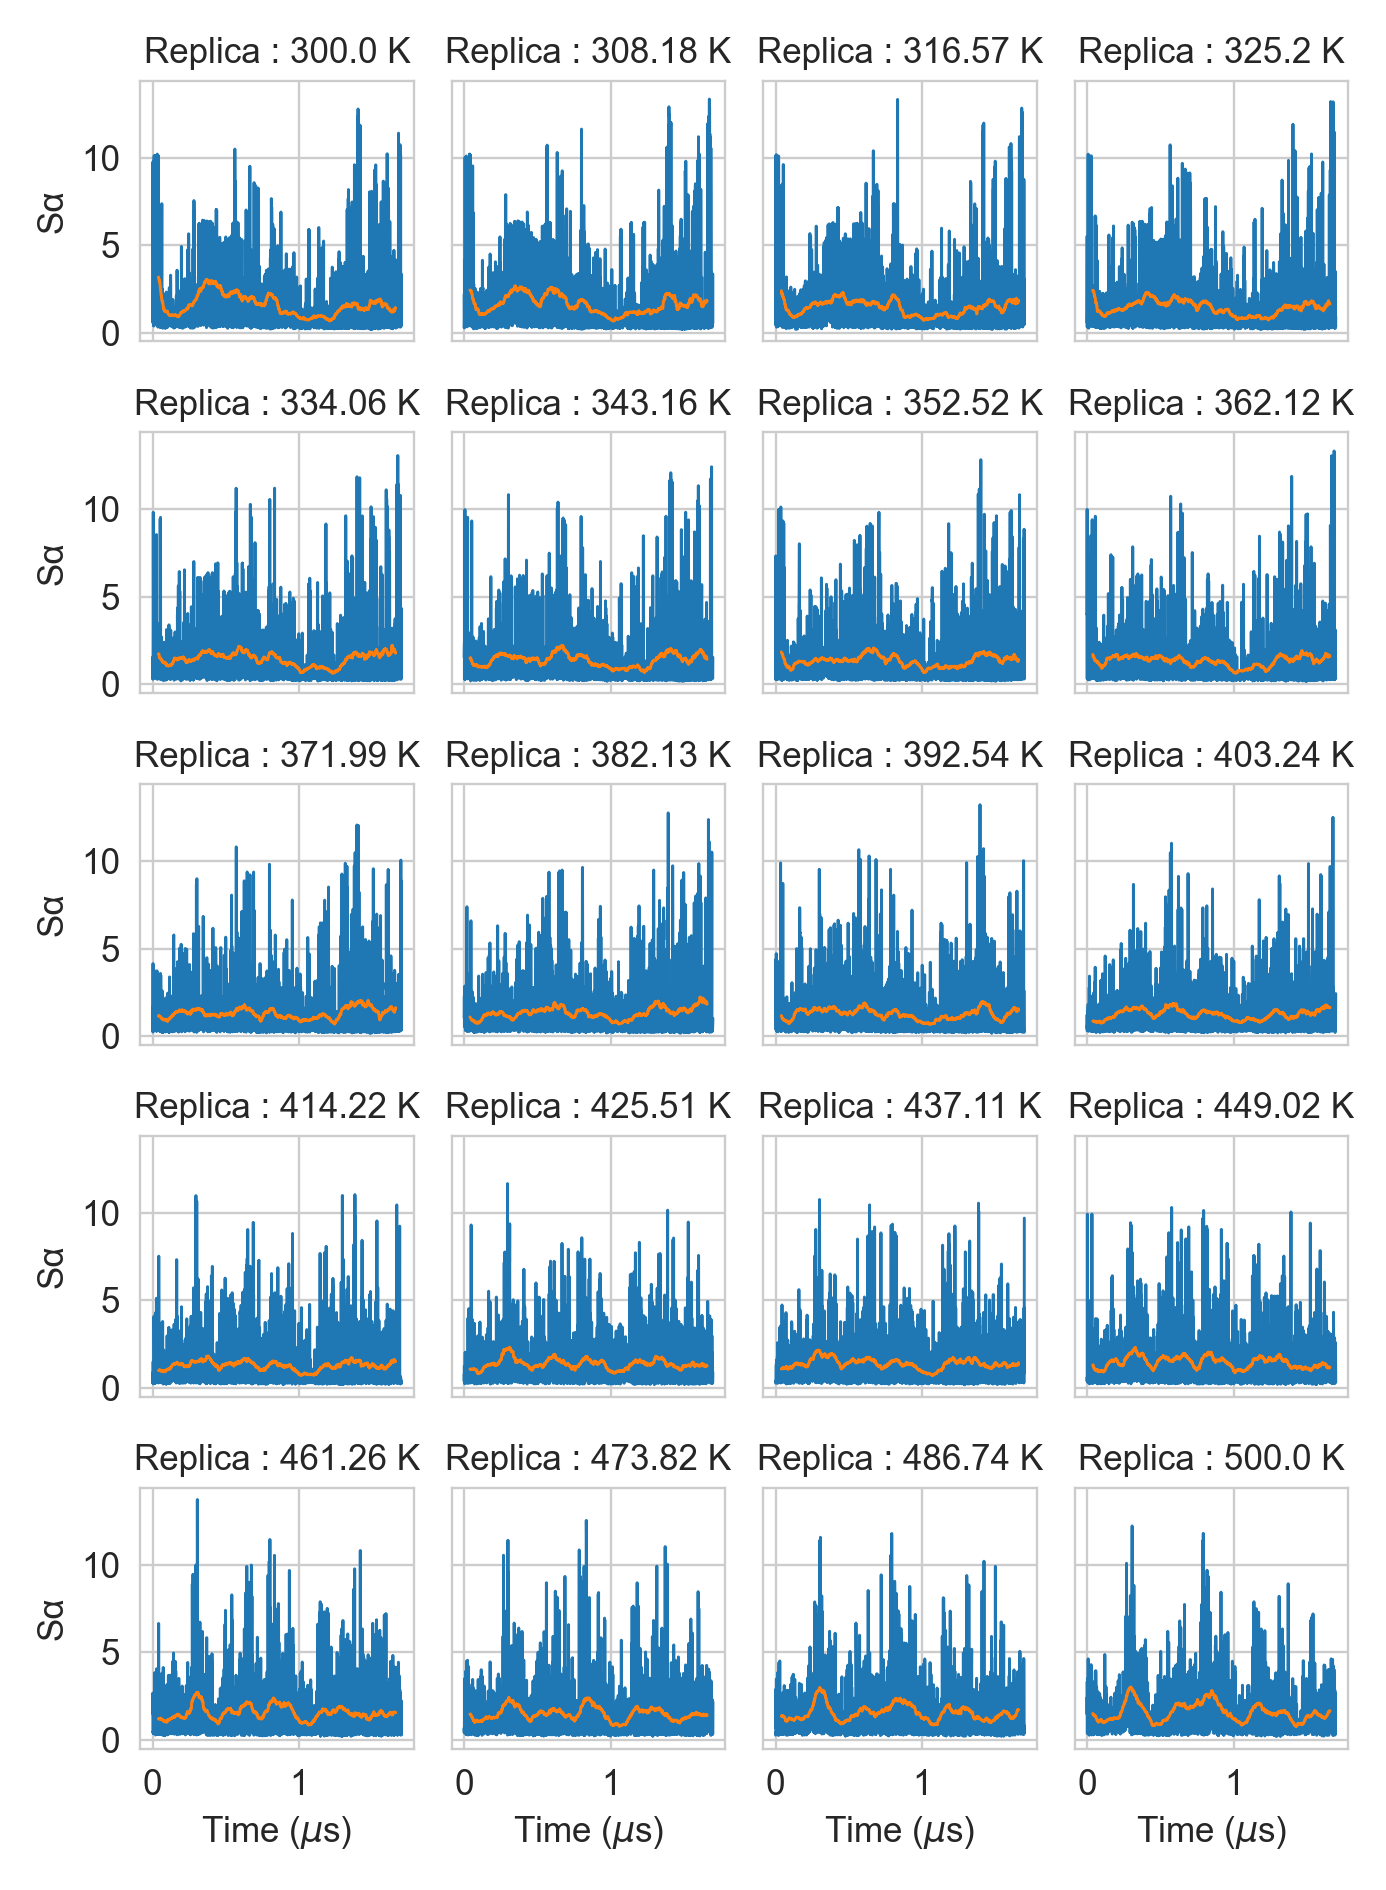 Replica : 300.0 K Replica : 308.18 K Replica : 316.57 K Replica : 325.2 K
10
Sα
5
0
Replica : 334.06 K Replica : 343.16 K Replica : 352.52 K Replica : 362.12 K
10
Sα
5
0
Replica : 371.99 K Replica : 382.13 K Replica : 392.54 K Replica : 403.24 K
10
Sα
5
0
Replica : 414.22 K Replica : 425.51 K Replica : 437.11 K Replica : 449.02 K
10
Sα
5
0
Replica : 461.26 K Replica : 473.82 K Replica : 486.74 K Replica : 500.0 K
10
Sα
5
0
0 1 0 1 0 1 0 1
Time (μs) Time (μs) Time (μs) Time (μs)